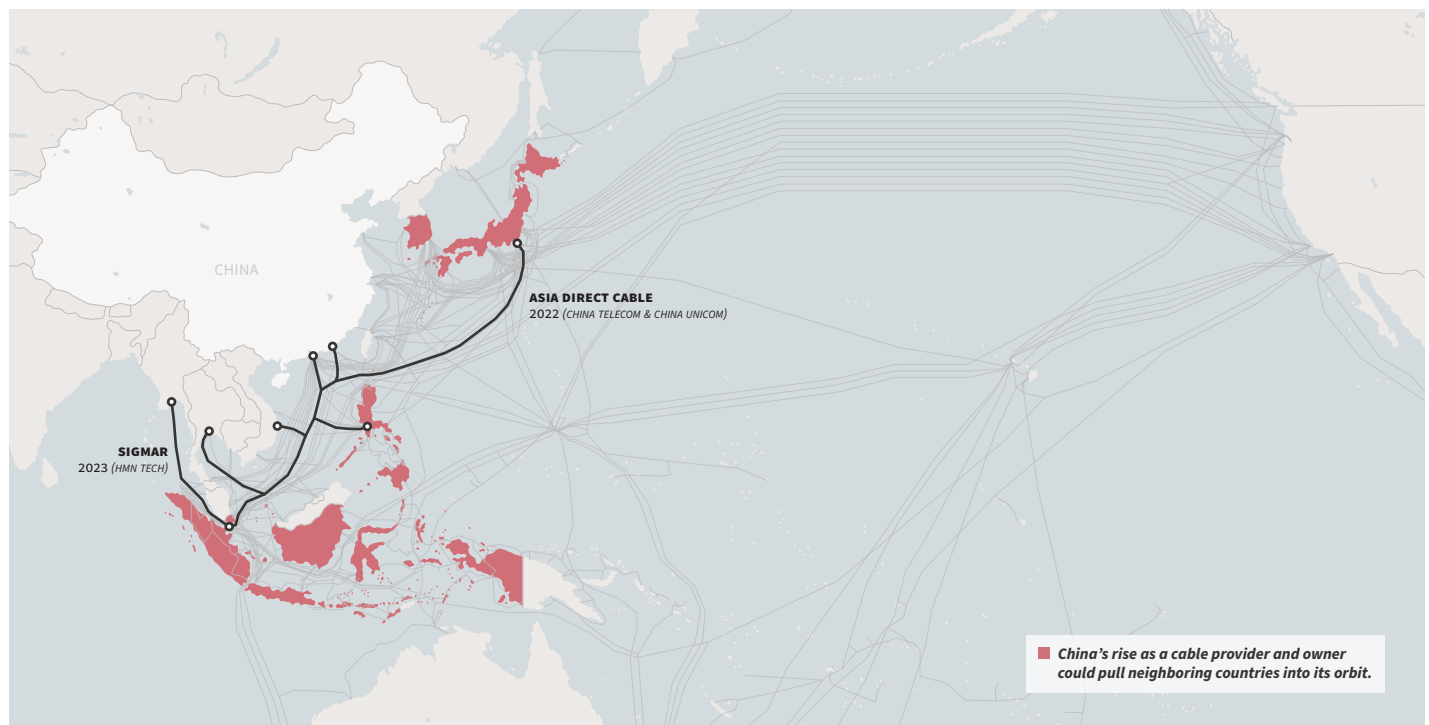 CHINA
ASIA DIRECT CABLE
2022 (CHINA TELECOM & CHINA UNICOM)
SIGMAR
2023 (HMN TECH)
China’s rise as a cable provider and owner
could pull neighboring countries into its orbit.